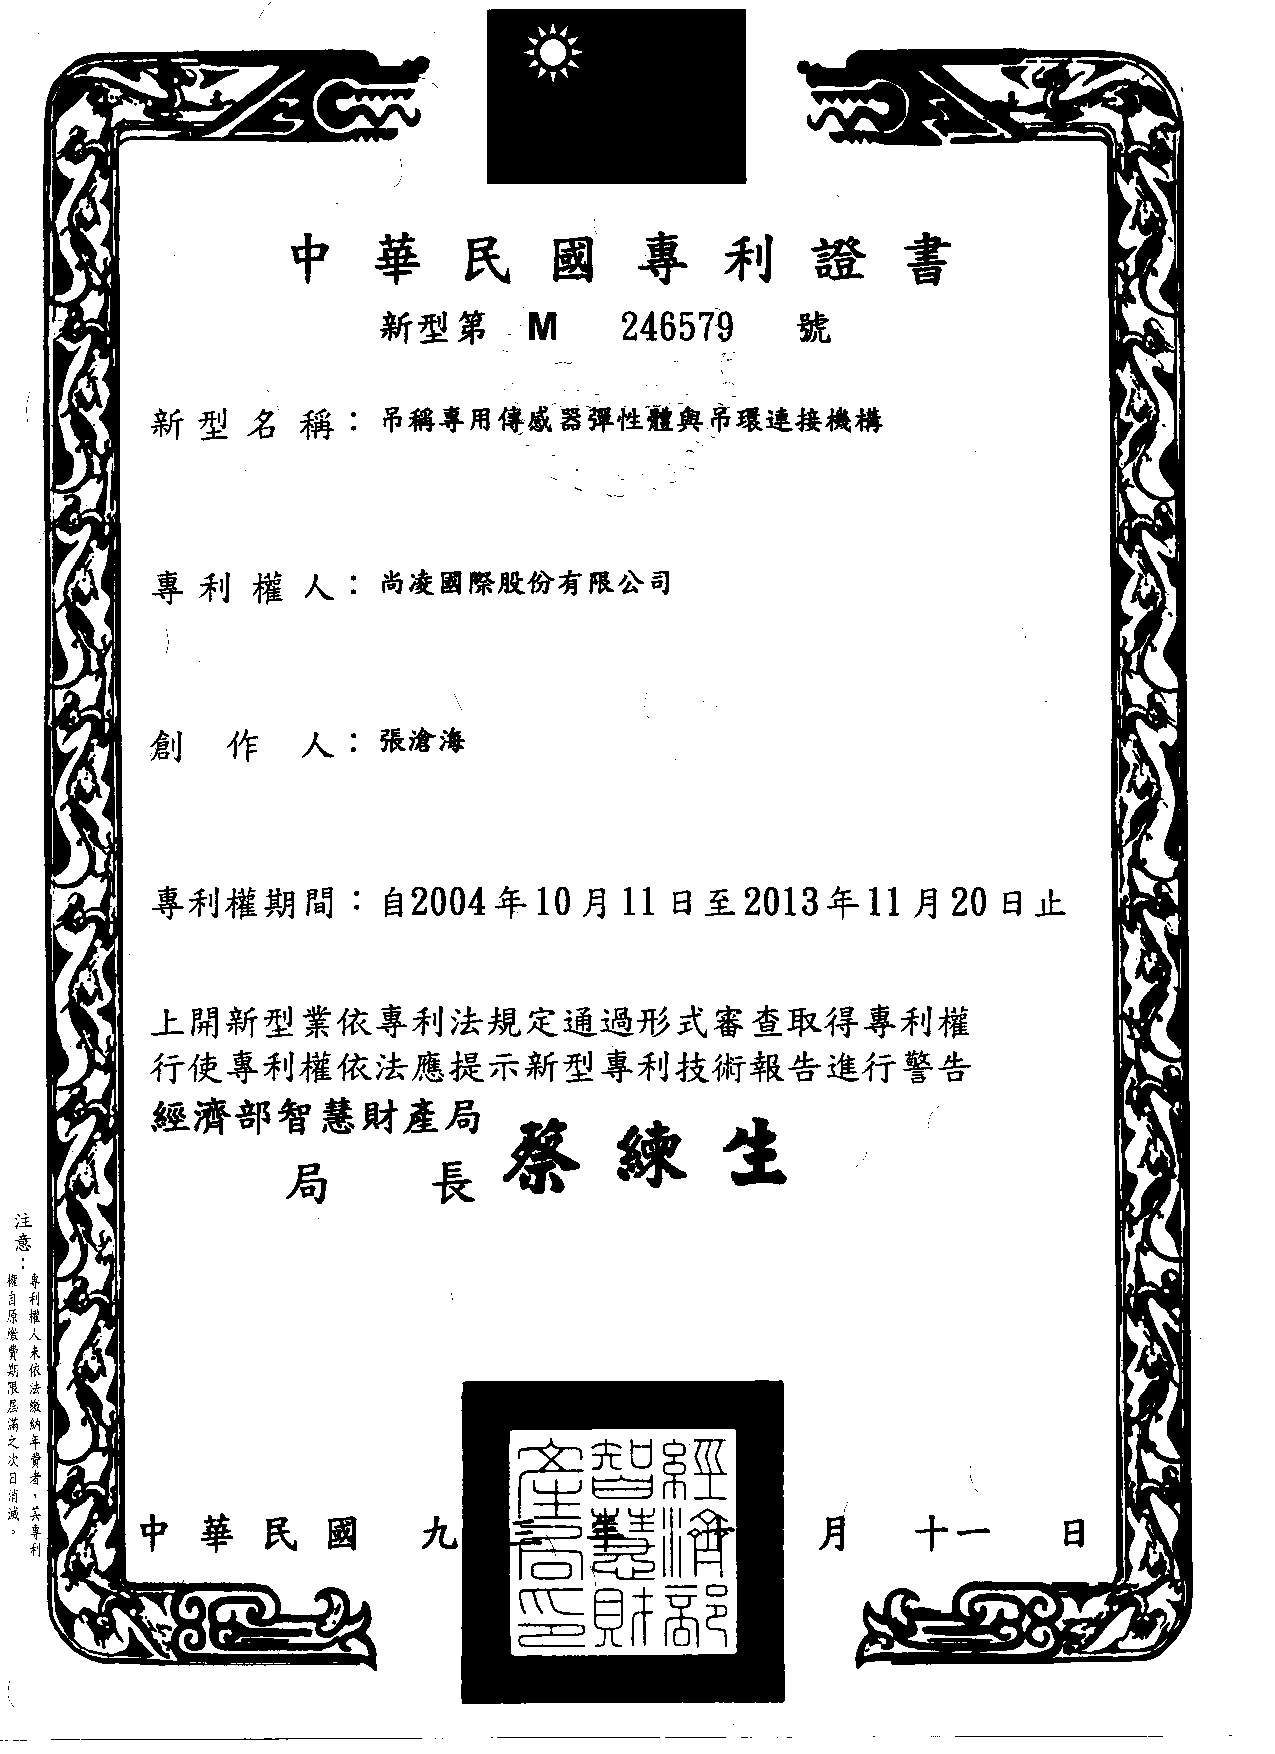 中華民國專利證書
新型第 M 246579 號
新型名稱：吊稱專用傳感器彈性體與吊環連接機構
專利權人：尚凌國際股份有限公司
創作人：張滄海
專利權期間：自2004年10月11日至2013年11月20日止
上開新型業依專利法規定通過形式審查取得專利權
行使專利權依法應提示新型專利技術報告進行警告
經濟部智慧財產局
局長 蔡練生
注意：
專利權人未依法繳納年費者，其專利
權自原繳費期限屆滿之次日消滅。
經濟部
智慧財
產局印
中華民國九十三年十月十一日